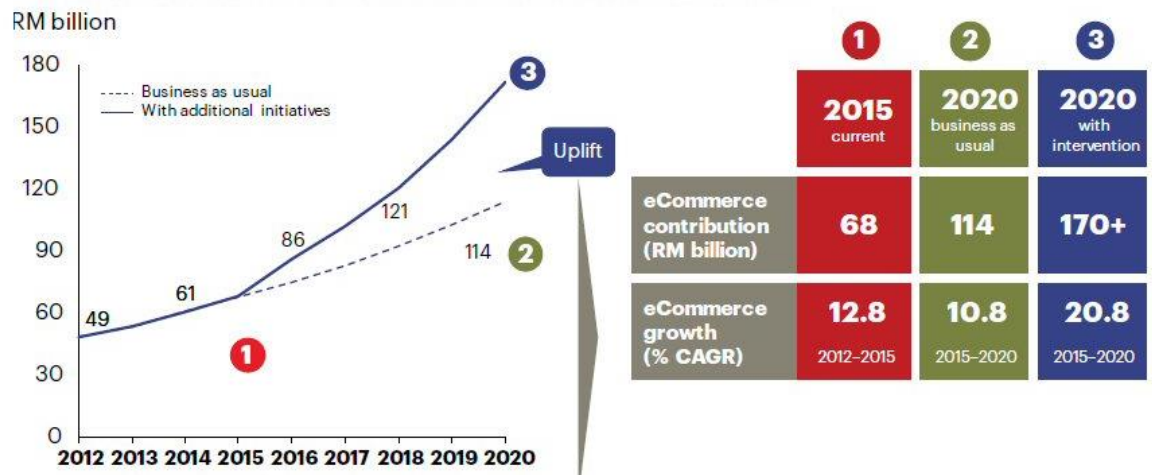 RM billion
180
150
120
90
60
30
0
Business as usual
With additional initiatives
49
61
86
121
114
1
2
3
Uplift
2012 2013 2014 2015 2016 2017 2018 2019 2020
1
2
3
2015
current
2020
business as
usual
2020
with
intervention
eCommerce
contribution
(RM billion)
68
114
170+
eCommerce
growth
(% CAGR)
12.8
2012–2015
10.8
2015–2020
20.8
2015–2020